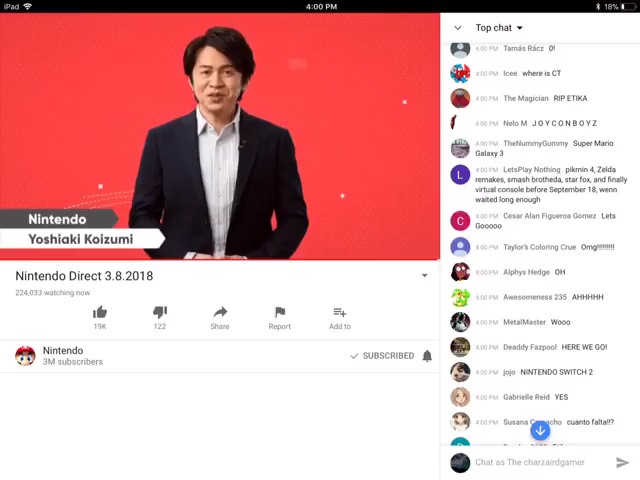 iPad
4:00 PM
18%
Nintendo
Yoshiaki Koizumi
Nintendo Direct 3.8.2018
224,033 watching now
19K
122
Share
Report
Add to
Nintendo
3M subscribers
SUBSCRIBED
Top chat
4:00 PM Tamás Rácz O!
4:00 PM Icee where is CT
4:00 PM The Magician RIP ETIKA
4:00 PM Nelo M J O Y C O N B O Y Z
4:00 PM TheNummyGummy Super Mario
Galaxy 3
4:00 PM LetsPlay Nothing pikmin 4, Zelda
remakes, smash brotheda, star fox, and finally
virtual console before September 18, wenn
waited long enough
4:00 PM Cesar Alan Figueroa Gomez Lets
Gooooo
4:00 PM Taylor's Coloring Crue Omg!!!!!!!!!
4:00 PM Alphys Hedge OH
4:00 PM Awesomeness 235 AHHHHH
4:00 PM MetalMaster Wooo
4:00 PM Deaddy Fazpool HERE WE GO!
4:00 PM jojo NINTENDO SWITCH 2
4:00 PM Gabrielle Reid YES
4:00 PM Susana cuanto falta!!?
Chat as The charzairdgamer